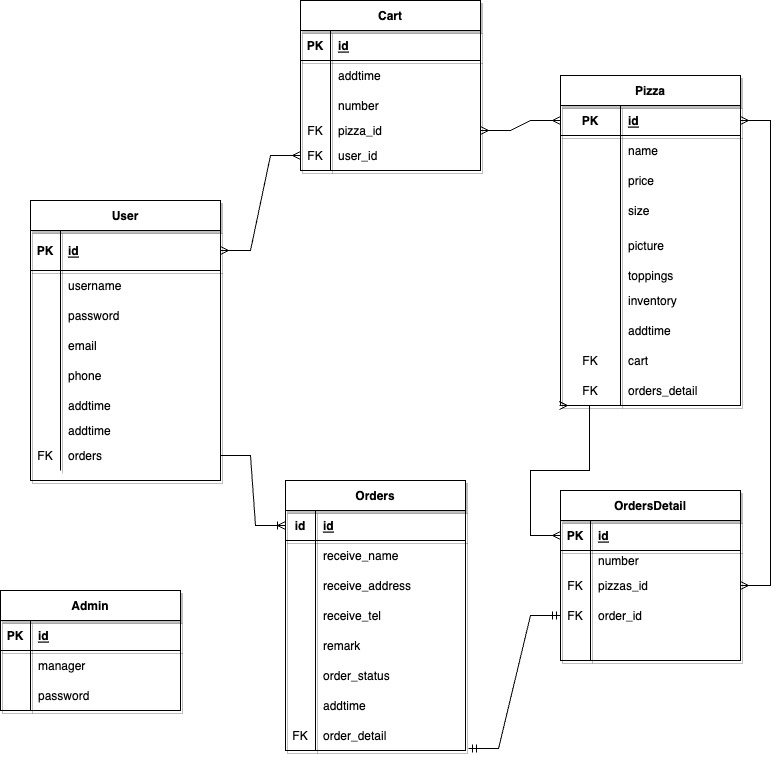 Cart
PK id
addtime
number
FK pizza_id
FK user_id
Pizza
PK id
name
price
size
picture
toppings
inventory
addtime
FK cart
FK orders_detail
User
PK id
username
password
email
phone
addtime
addtime
FK orders
Orders
id id
receive_name
receive_address
receive_tel
remark
order_status
addtime
FK order_detail
OrdersDetail
PK id
number
FK pizzas_id
FK order_id
Admin
PK id
manager
password